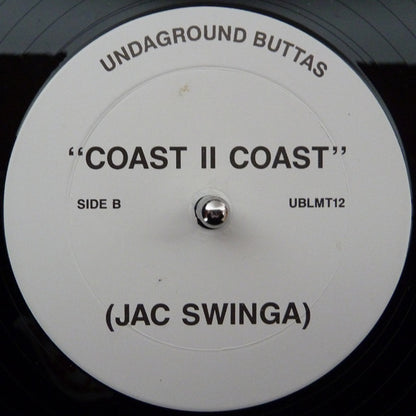 UNDAGROUND BUTTAS
“COAST II COAST”
SIDE B
UBLMT12
(JAC SWINGA)